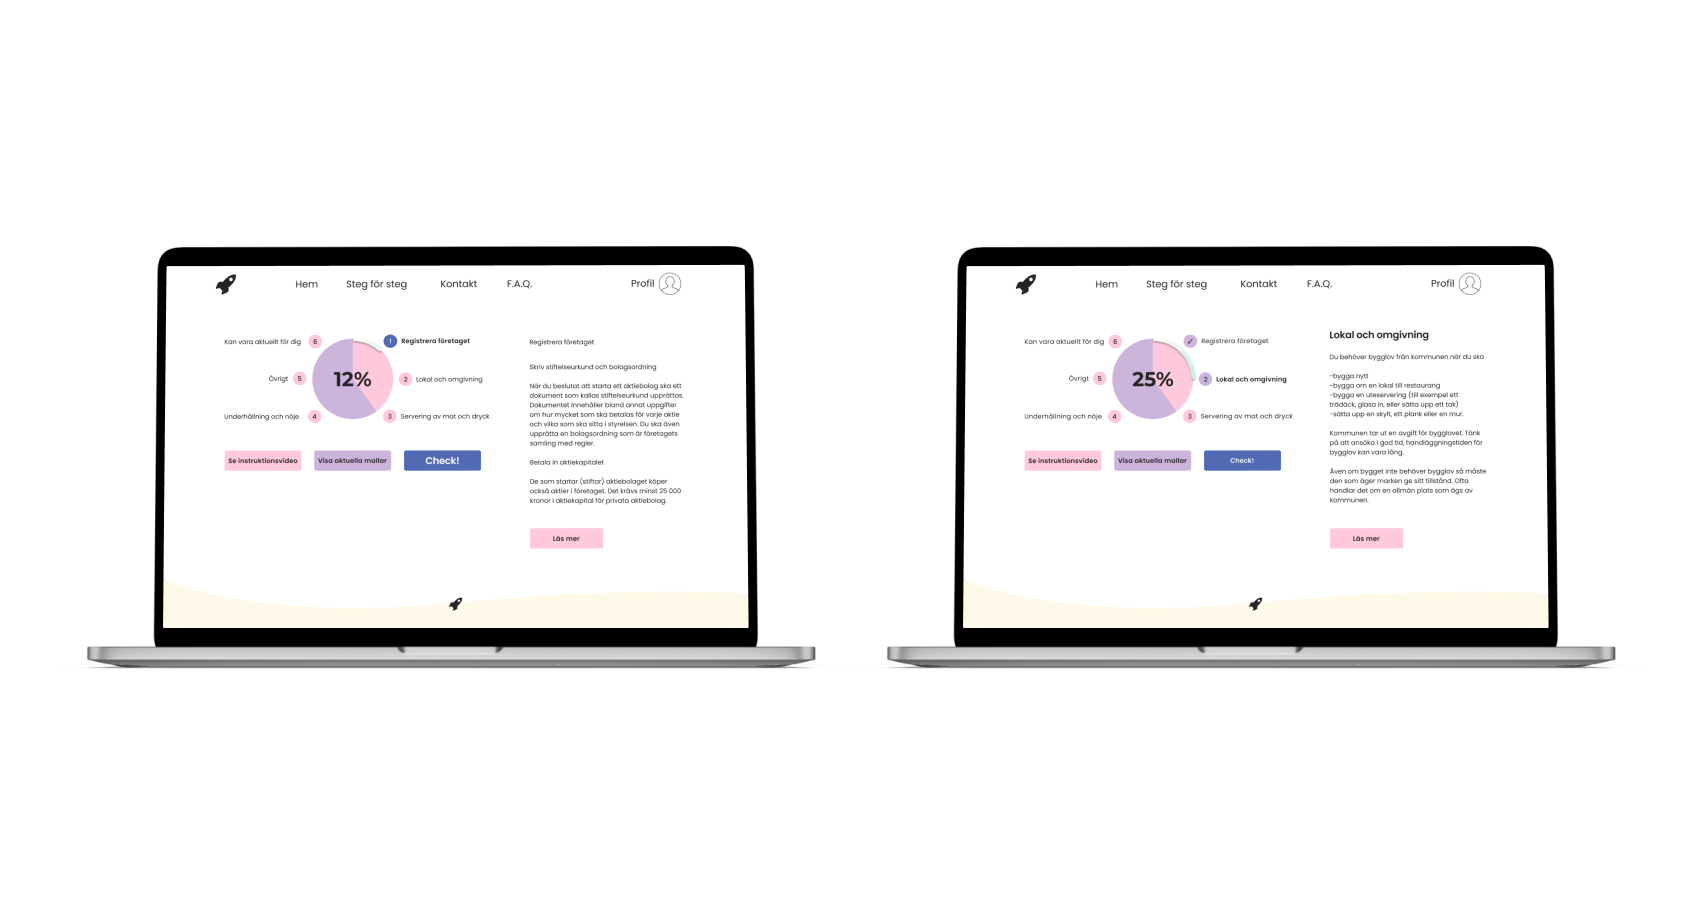 Hem
Steg för steg
Kontakt
F.A.Q.
Profil
Kan vara aktuellt för dig
6
1
Registrera företaget
Övrigt
5
12%
2
Lokal och omgivning
Underhållning och nöje
4
3
Servering av mat och dryck
Se instruktionsvideo
Visa aktuella mallar
Check!
Registrera företaget
Skriv stiftelseurkund och bolagsordning
När du beslutat att starta ett aktiebolag ska ett
dokument som kallas stiftelseurkund upprättas.
Dokumentet innehåller bland annat uppgifter
om hur mycket som ska betalas för varje aktie
och vilka som ska sitta i styrelsen. Du ska även
upprätta en bolagsordning som är företagets
samling med regler.
Betala in aktiekapitalet
De som startar (stiftar) aktiebolaget köper
också aktier i företaget. Det krävs minst 25 000
kronor i aktiekapital för privata aktiebolag.
Läs mer
Hem
Steg för steg
Kontakt
F.A.Q.
Profil
Kan vara aktuellt för dig
6
✓
Registrera företaget
Övrigt
5
25%
2
Lokal och omgivning
Underhållning och nöje
4
3
Servering av mat och dryck
Se instruktionsvideo
Visa aktuella mallar
Check!
Lokal och omgivning
Du behöver bygglov från kommunen när du ska
-bygga nytt
-bygga om en lokal till restaurang
-bygga en uteservering (till exempel ett
trädäck, glasa in, eller sätta upp ett tak)
-sätta upp en skylt, ett plank eller en mur.
Kommunen tar ut en avgift för bygglovet. Tänk
på att ansöka i god tid, handläggningstiden för
bygglov kan vara lång.
Även om bygget inte behöver bygglov så måste
den som äger marken ge sitt tillstånd. Ofta
handlar det om en allmän plats som ägs av
kommunen.
Läs mer